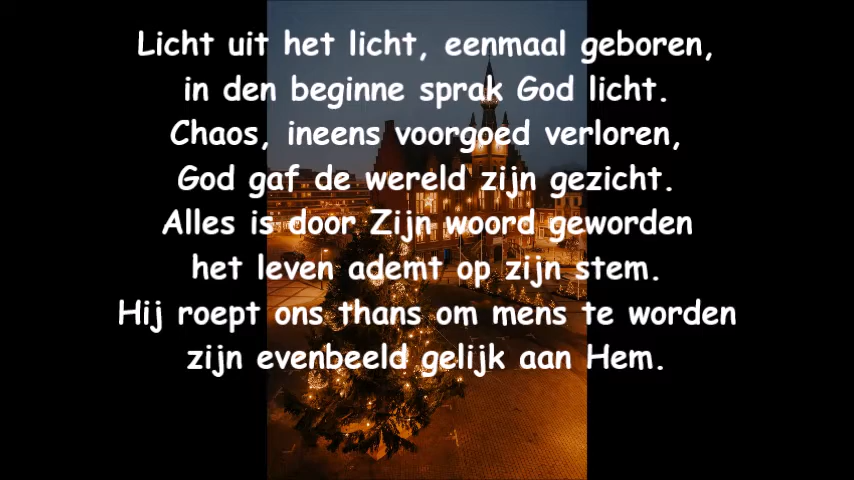 Licht uit het licht, eenmaal geboren,
in den beginne sprak God licht.
Chaos, ineens voorgoed verloren,
God gaf de wereld zijn gezicht.
Alles is door Zijn woord geworden
het leven ademt op zijn stem.
Hij roept ons thans om mens te worden
zijn evenbeeld gelijk aan Hem.